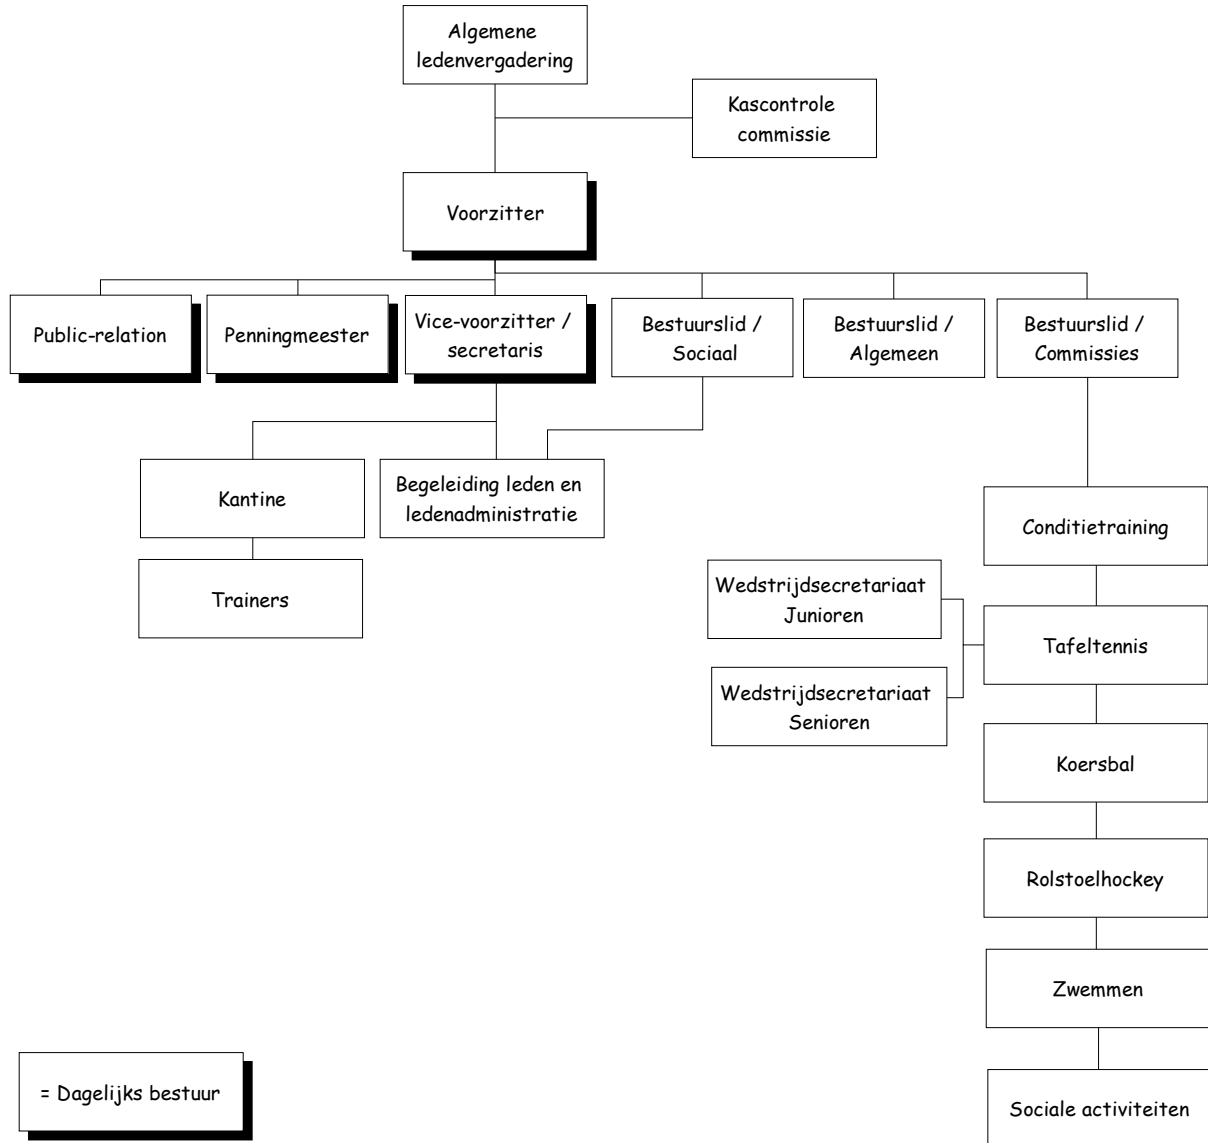 Algemene
ledenvergadering
Kascontrole
commissie
Voorzitter
Public-relation
Penningmeester
Vice-voorzitter /
secretaris
Bestuurslid /
Sociaal
Bestuurslid /
Algemeen
Bestuurslid /
Commissies
Kantine
Begeleiding leden en
ledenadministratie
Trainers
Conditietraining
Wedstrijdsecretariaat
Junioren
Tafeltennis
Wedstrijdsecretariaat
Senioren
Koersbal
Rolstoelhockey
Zwemmen
= Dagelijks bestuur
Sociale activiteiten